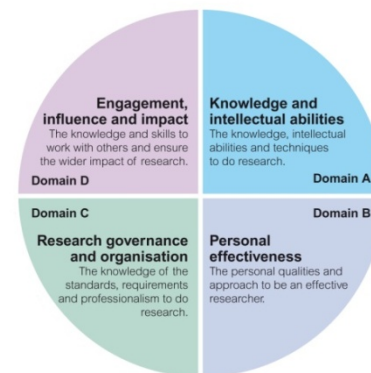 Engagement,
influence and impact
The knowledge and skills to
work with others and ensure
the wider impact of research.
Domain D
Knowledge and
intellectual abilities
The knowledge, intellectual
abilities and techniques
to do research.
Domain A
Domain C
Research governance
and organisation
The knowledge of the
standards, requirements
and professionalism to do
research.
Domain B
Personal
effectiveness
The personal qualities and
approach to be an effective
researcher.